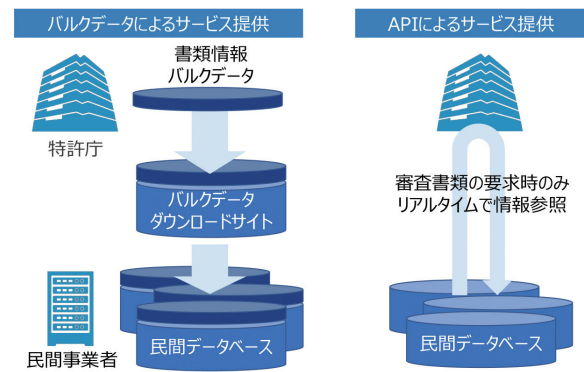 バルクデータによるサービス提供
書類情報
バルクデータ
特許庁
バルクデータ
ダウンロードサイト
民間事業者
民間データベース
APIによるサービス提供
審査書類の要求時のみ
リアルタイムで情報参照
民間データベース